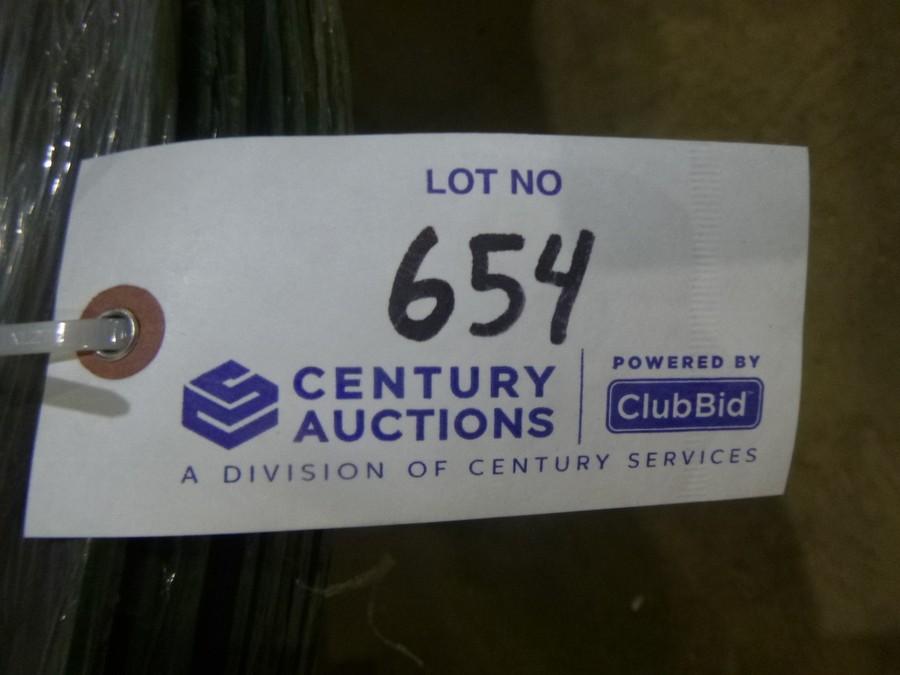 LOT NO
654
CENTURY
AUCTIONS
POWERED BY
ClubBid
A DIVISION OF CENTURY SERVICES